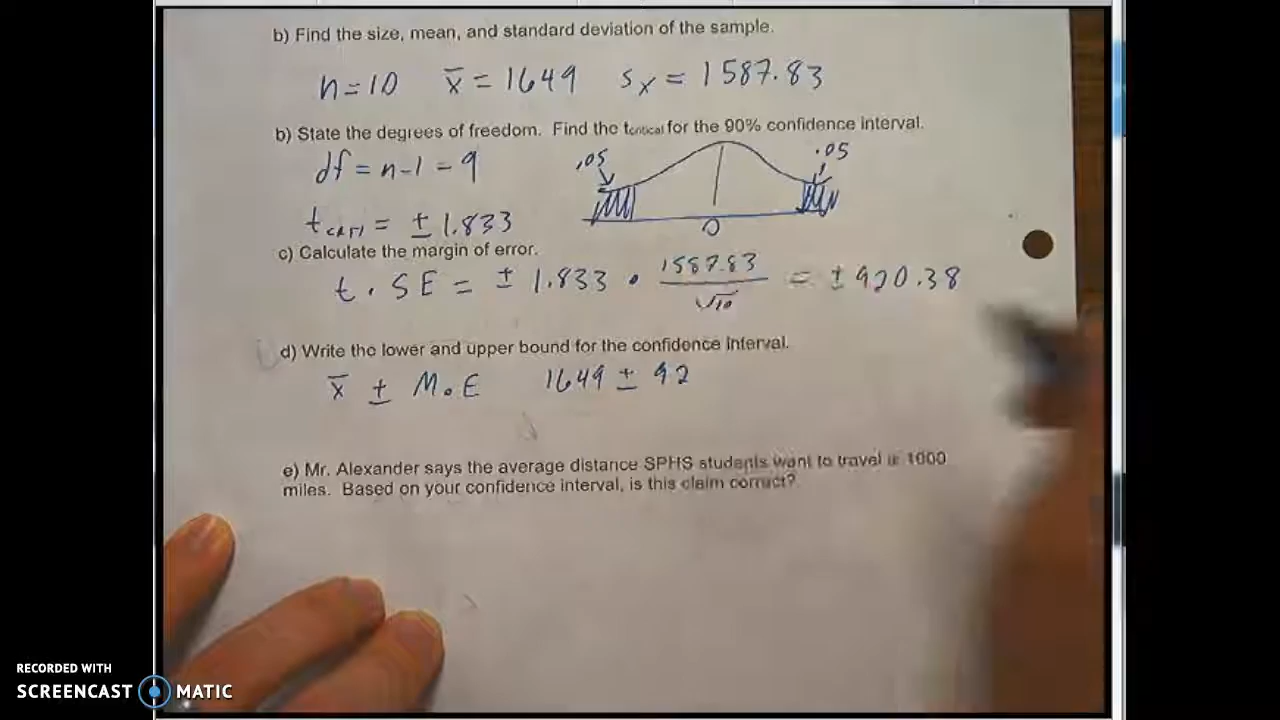 b) Find the size, mean, and standard deviation of the sample.
n = 10 x̄ = 1649 sx = 1587.83
b) State the degrees of freedom. Find the tcritical for the 90% confidence interval.
df = n-1 = 9
.05 .05
tcrit = ± 1.833
0
c) Calculate the margin of error.
t . SE = ± 1.833 • 1587.83 / √10 = ± 920.38
d) Write the lower and upper bound for the confidence interval.
x̄ ± M.E 1649 ± 92
e) Mr. Alexander says the average distance SPHS students want to travel is 1000
miles. Based on your confidence interval, is this claim correct?
RECORDED WITH
SCREENCAST MATIC